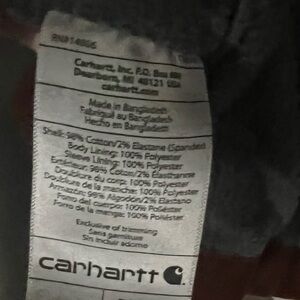 RN#14806
Carhartt, Inc. P.O. Box 600
Dearborn, MI 48121 USA
carhartt.com
Made in Bangladesh
Fabriqué au Bangladesh
Hecho en Bangladesh
Shell: 98% Cotton/2% Elastane (Spandex)
Body Lining: 100% Polyester
Sleeve Lining: 100% Polyester
Extérieur: 98% Coton/2% Élasthanne
Doublure du corps: 100% Polyester
Doublure de la manche: 100% Polyester
Armazón: 98% Algodón/2% Elastano
Forro del cuerpo: 100% Poliéster
Forro de la manga: 100% Poliéster
Exclusive of trimming
Sans garniture
Sin incluir adorno
carhartt